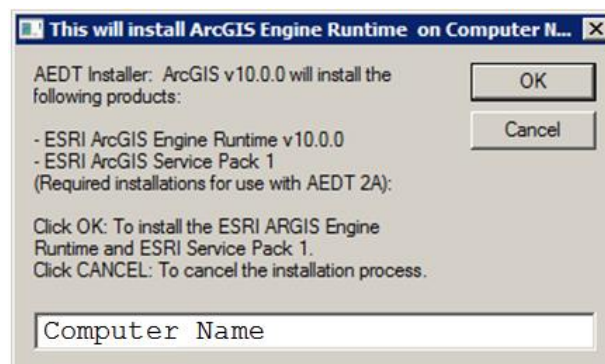 This will install ArcGIS Engine Runtime on Computer N...
AEDT Installer: ArcGIS v10.0.0 will install the
following products:
OK
Cancel
- ESRI ArcGIS Engine Runtime v10.0.0
- ESRI ArcGIS Service Pack 1
(Required installations for use with AEDT 2A):
Click OK: To install the ESRI ARGIS Engine
Runtime and ESRI Service Pack 1.
Click CANCEL: To cancel the installation process.
Computer Name